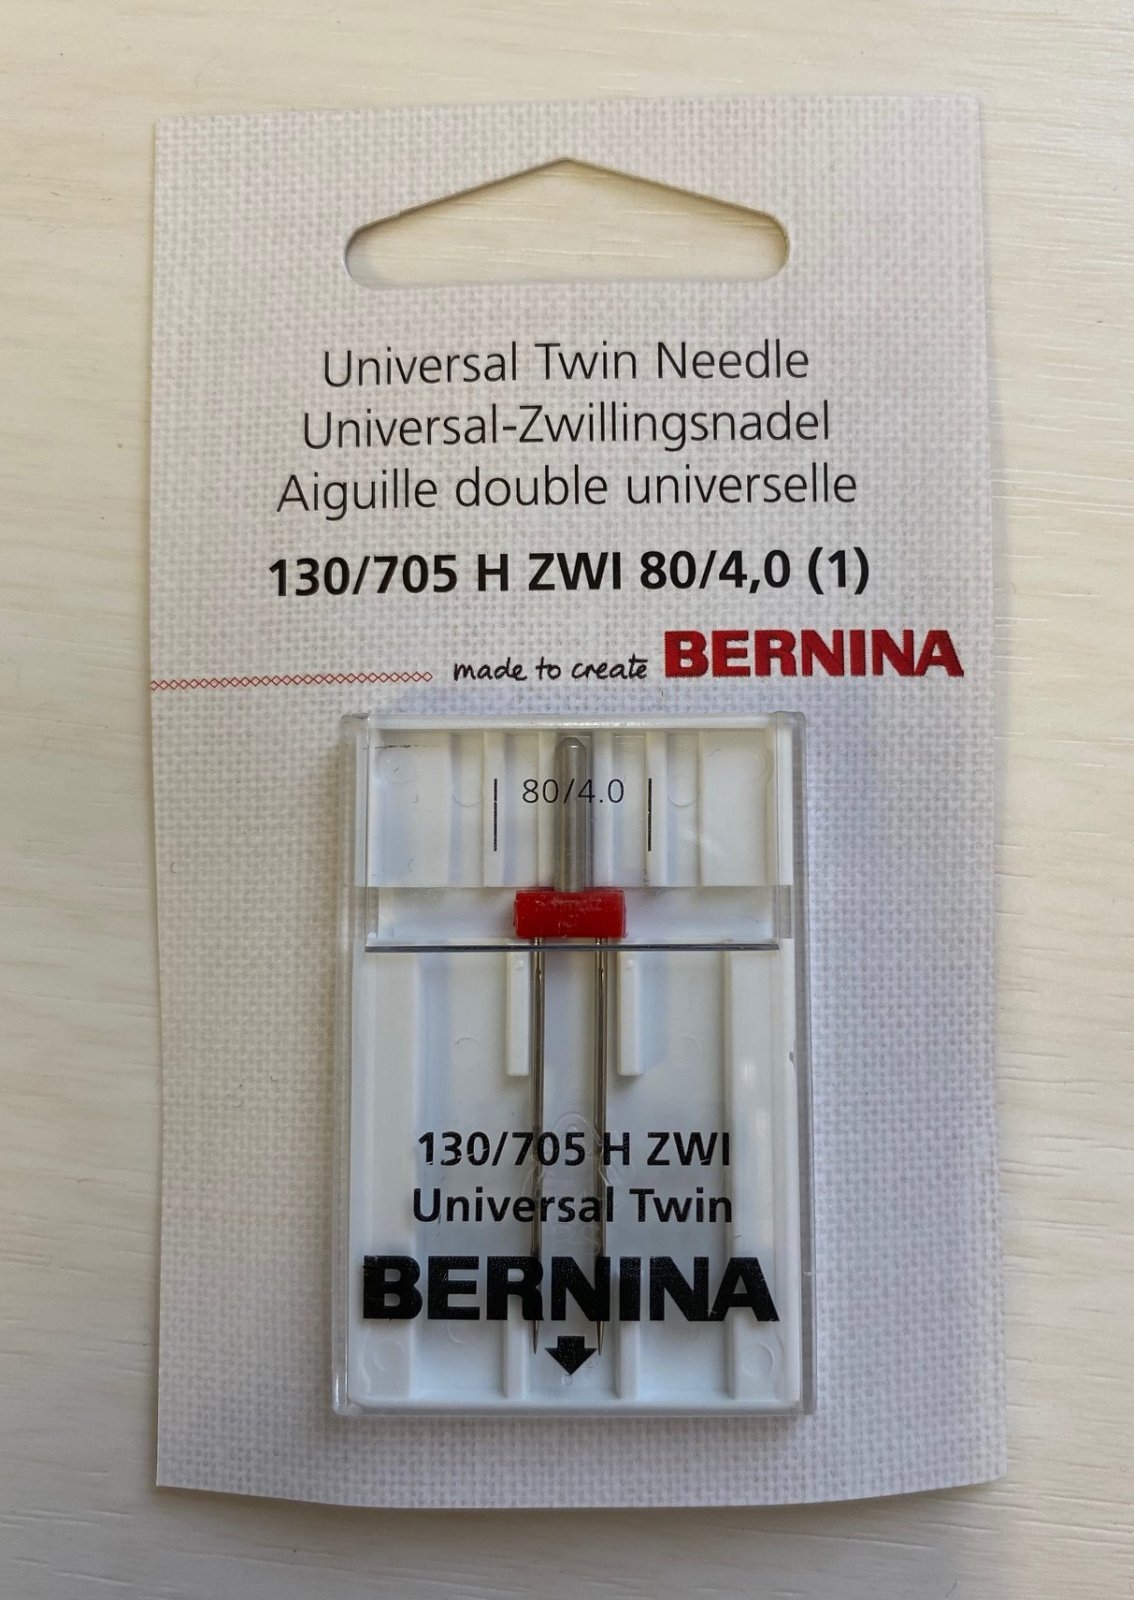 Universal Twin Needle
Universal-Zwillingsnadel
Aiguille double universelle
130/705 H ZWI 80/4,0 (1)
made to create BERNINA
80/4.0
130/705 H ZWI
Universal Twin
BERNINA